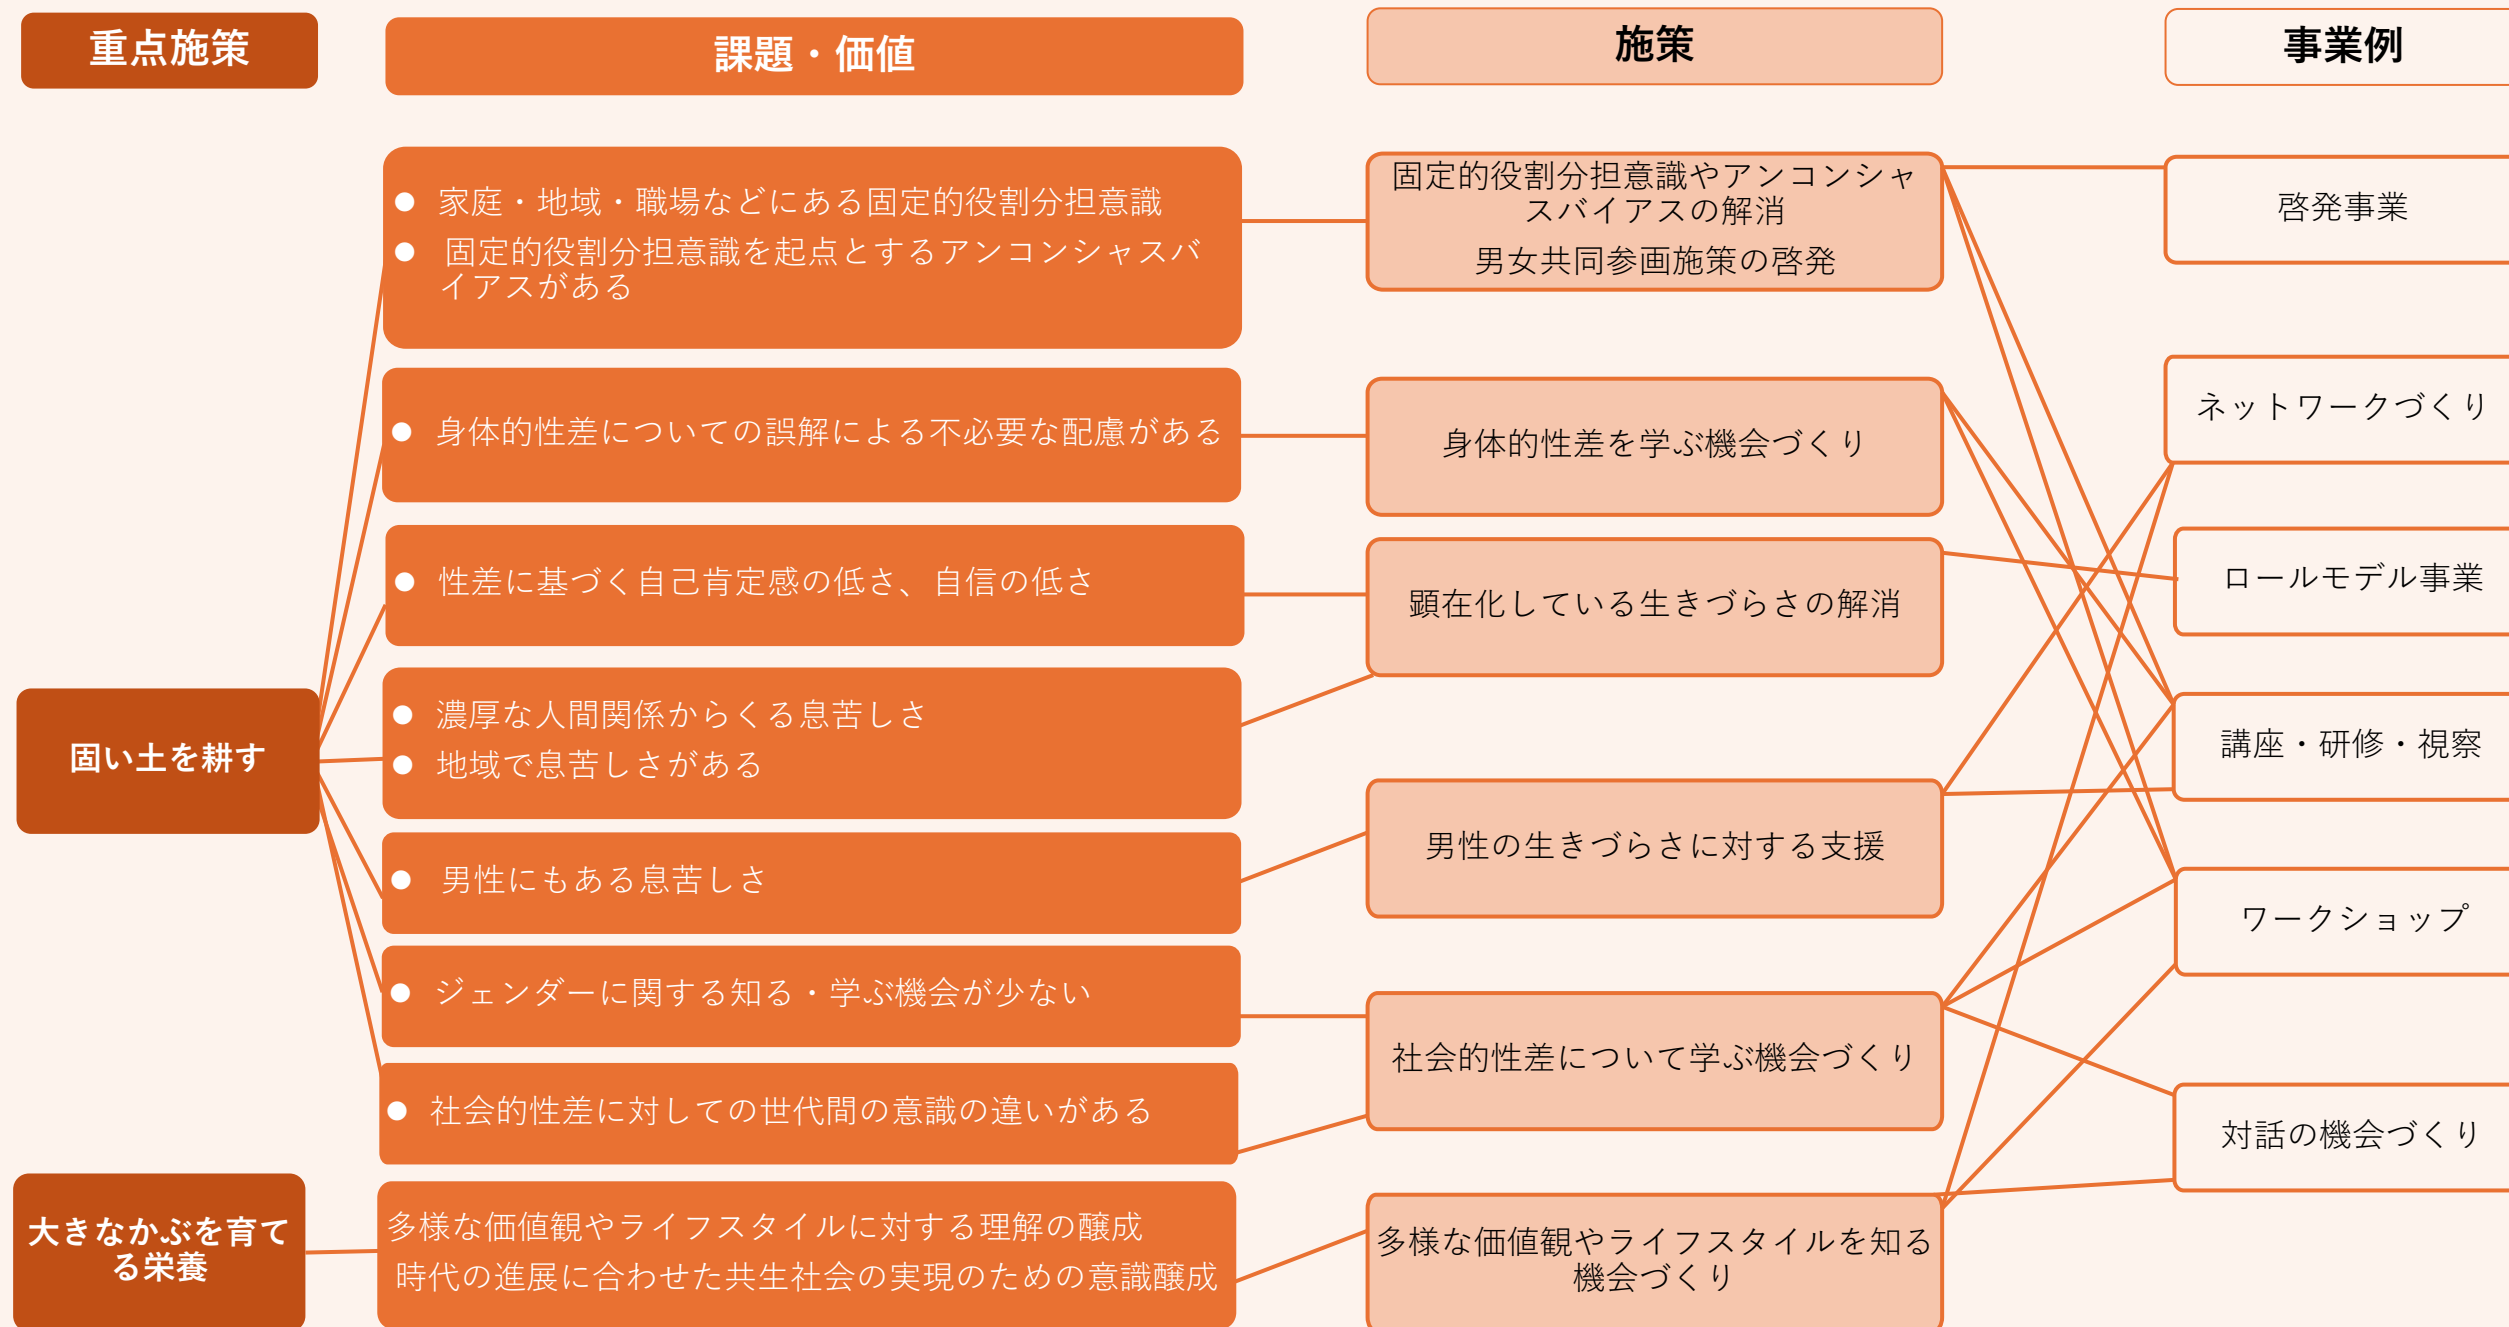 重点施策
課題・価値
施策
事業例
固い土を耕す
大きなかぶを育て
る栄養
家庭・地域・職場などにある固定的役割分担意識
固定的役割分担意識を起点とするアンコンシャスバ
イアスがある
身体的性差についての誤解による不必要な配慮がある
性差に基づく自己肯定感の低さ、自信の低さ
濃厚な人間関係からくる息苦しさ
地域で息苦しさがある
男性にもある息苦しさ
ジェンダーに関する知る・学ぶ機会が少ない
社会的性差に対しての世代間の意識の違いがある
多様な価値観やライフスタイルに対する理解の醸成
時代の進展に合わせた共生社会の実現のための意識醸成
固定的役割分担意識やアンコンシャ
スバイアスの解消
男女共同参画施策の啓発
身体的性差を学ぶ機会づくり
顕在化している生きづらさの解消
男性の生きづらさに対する支援
社会的性差について学ぶ機会づくり
多様な価値観やライフスタイルを知る
機会づくり
啓発事業
ネットワークづくり
ロールモデル事業
講座・研修・視察
ワークショップ
対話の機会づくり